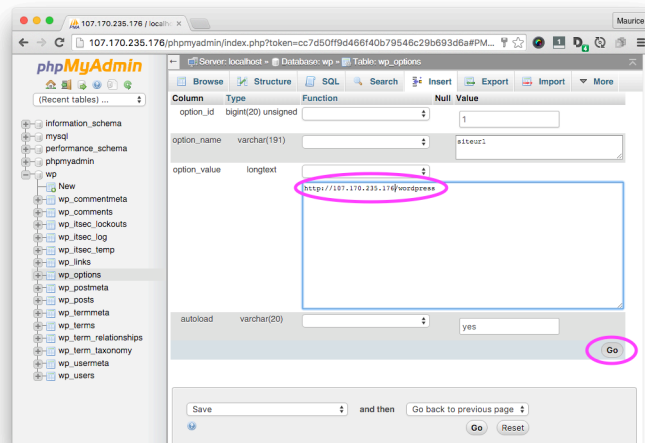 107.170.235.176 / localh
Maurice
107.170.235.176/phpmyadmin/index.php?token=cc7d50ff9d466f40b79546c29b693d6a#PM...
phpMyAdmin
(Recent tables) ...
information_schema
mysql
performance_schema
phpmyadmin
wp
New
wp_commentmeta
wp_comments
wp_itsec_lockouts
wp_itsec_log
wp_itsec_temp
wp_links
wp_options
wp_postmeta
wp_posts
wp_termmeta
wp_terms
wp_term_relationships
wp_term_taxonomy
wp_usermeta
wp_users
Server: localhost » Database: wp » Table: wp_options
Browse Structure SQL Search Insert Export Import More
Column Type Function Null Value
option_id bigint(20) unsigned 1
option_name varchar(191) siteurl
option_value longtext
http://107.170.235.176/wordpress
autoload varchar(20) yes
Go
Save and then Go back to previous page
Go Reset